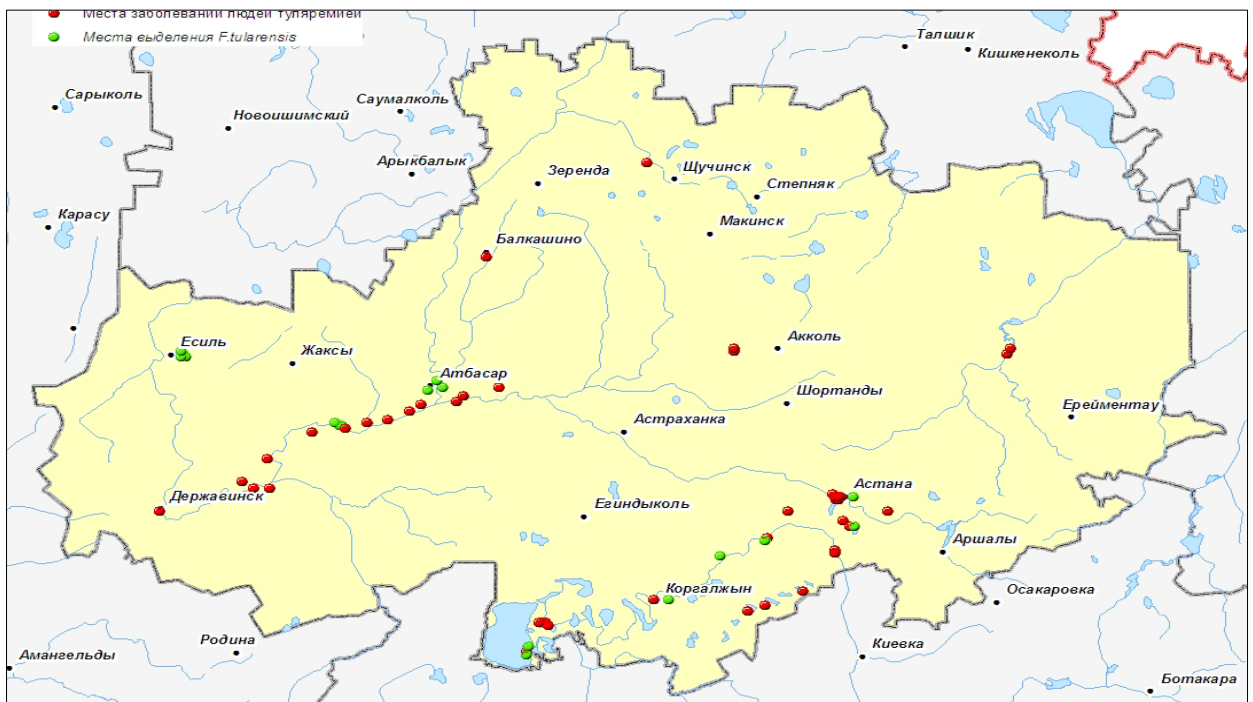 Места заболеваний людей туляремией
Места выделения F.tularensis
Талшик
Кишкенеколь
Сарыколь
Саумалколь
Новоишимский
Арыкбалык
Зеренда
Щучинск
Степняк
Карасу
Макинск
Балкашино
Есиль
Жаксы
Акколь
Атбасар
Шортанды
Ерейментау
Астраханка
Державинск
Астана
Егиндыколь
Аршалы
Коргалжын
Осакаровка
Родина
Киевка
Амангельды
Ботакара